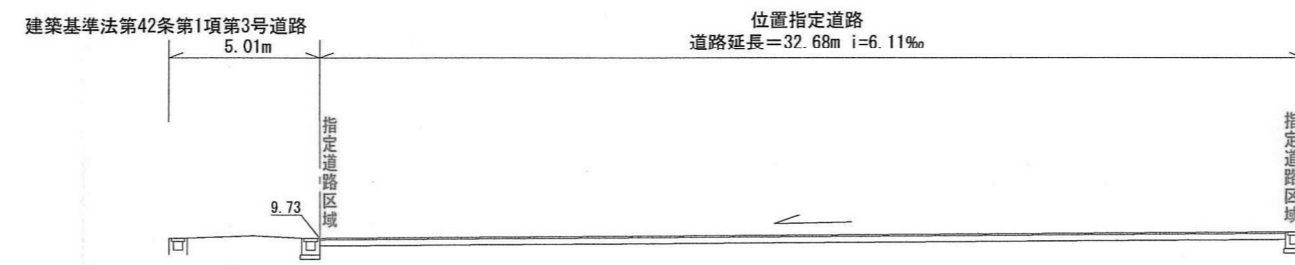 建築基準法第42条第1項第3号道路
5.01m
位置指定道路
道路延長＝32.68m i=6.11‰
指定道路区域
9.73
指定道路区域